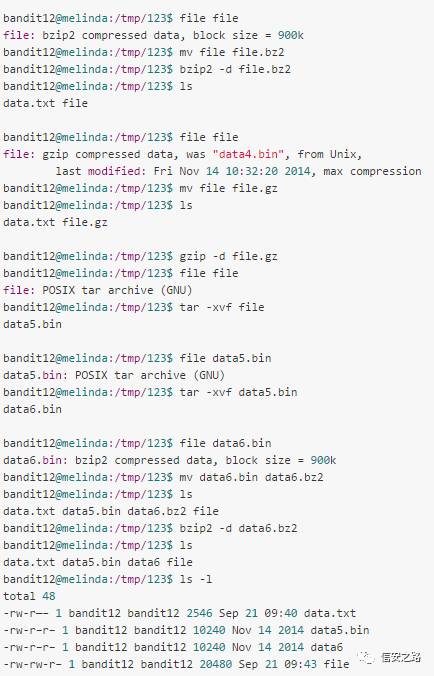 bandit12@melinda:/tmp/123$ file file
file: bzip2 compressed data, block size = 900k
bandit12@melinda:/tmp/123$ mv file file.bz2
bandit12@melinda:/tmp/123$ bzip2 -d file.bz2
bandit12@melinda:/tmp/123$ ls
data.txt file
bandit12@melinda:/tmp/123$ file file
file: gzip compressed data, was "data4.bin", from Unix,
last modified: Fri Nov 14 10:32:20 2014, max compression
bandit12@melinda:/tmp/123$ mv file file.gz
bandit12@melinda:/tmp/123$ ls
data.txt file.gz
bandit12@melinda:/tmp/123$ gzip -d file.gz
bandit12@melinda:/tmp/123$ file file
file: POSIX tar archive (GNU)
bandit12@melinda:/tmp/123$ tar -xvf file
data5.bin
bandit12@melinda:/tmp/123$ file data5.bin
data5.bin: POSIX tar archive (GNU)
bandit12@melinda:/tmp/123$ tar -xvf data5.bin
data6.bin
bandit12@melinda:/tmp/123$ file data6.bin
data6.bin: bzip2 compressed data, block size = 900k
bandit12@melinda:/tmp/123$ mv data6.bin data6.bz2
bandit12@melinda:/tmp/123$ ls
data.txt data5.bin data6.bz2 file
bandit12@melinda:/tmp/123$ bzip2 -d data6.bz2
bandit12@melinda:/tmp/123$ ls
data.txt data5.bin data6 file
bandit12@melinda:/tmp/123$ ls -l
total 48
-rw-r–– 1 bandit12 bandit12 2546 Sep 21 09:40 data.txt
-rw-r-r– 1 bandit12 bandit12 10240 Nov 14 2014 data5.bin
-rw-r-r– 1 bandit12 bandit12 10240 Nov 14 2014 data6
-rw-rw-r– 1 bandit12 bandit12 20480 Sep 21 09:43 file
信安之路